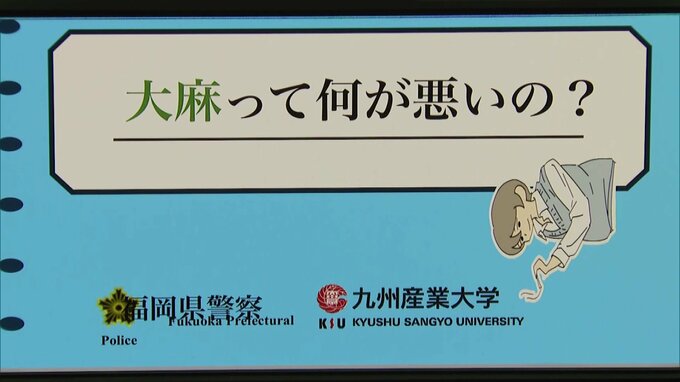 大麻って何が悪いの？
福岡県警察
Fukuoka Prefectural
Police
九州産業大学
KSU KYUSHU SANGYO UNIVERSITY